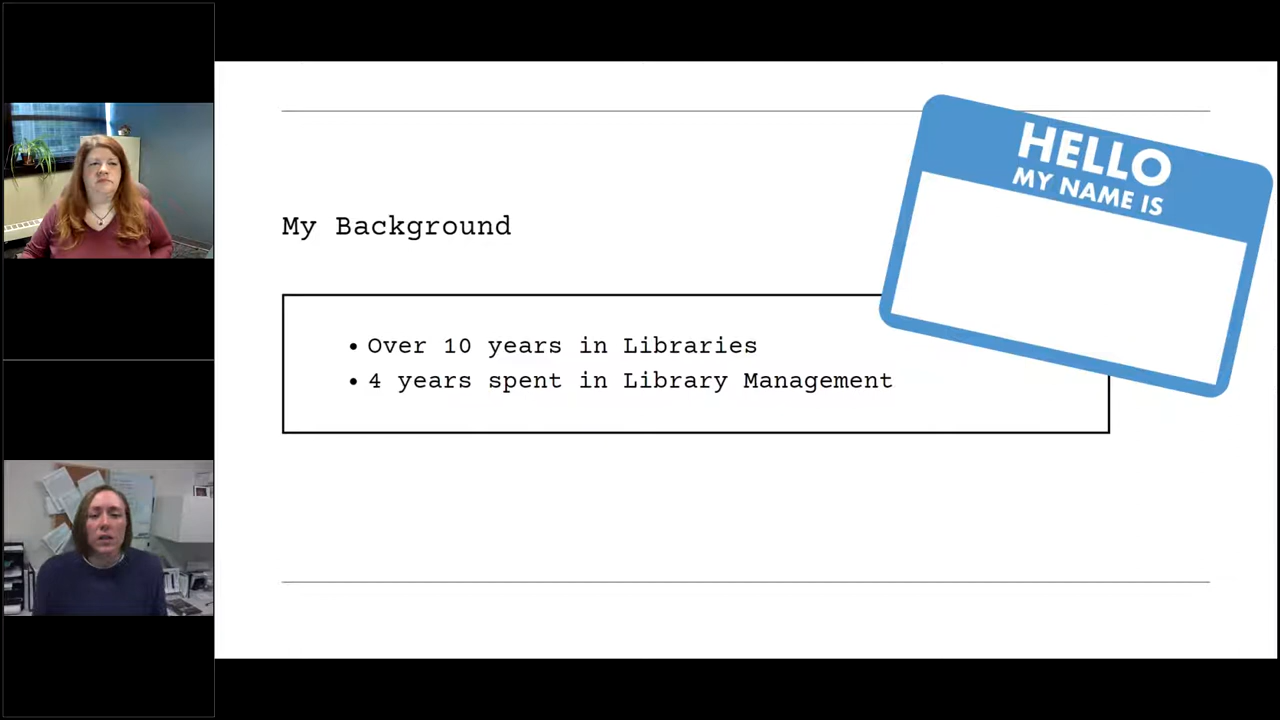 HELLO
MY NAME IS
My Background
• Over 10 years in Libraries
• 4 years spent in Library Management